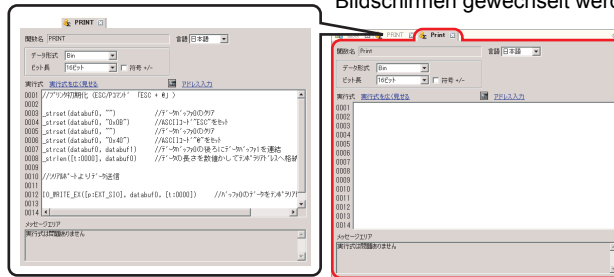 Bildschirmen gewechselt werd
PRINT
関数名 PRINT 言語 日本語
データ形式 Bin
ビット長 16ビット 符号 +/-
実行式 実行式を広く見せる アドレス入力
0001 //プリンタ初期化 (ESC/Pコマンド 「ESC + @」)
0002
0003 _strset(databuf0, "") //データバッファ0のクリア
0004 _strset(databuf0, "0x08") //ASCIIコード"ESC"をセット
0005 _strset(databuf1, "") //データバッファ0のクリア
0006 _strcat(databuf0, "0x40") //ASCIIコード"@"をセット
0007 _strcat(databuf0, databuf1) //データバッファ0の後ろにデータバッファ1を連結
0008 _strlen([t:0000], databuf0) //データの長さを数値かしてテンポラリアドレスへ格納
0009
0010 //シリアルポートよりデータ送信
0011
0012 IO_WRITE_EX([p:EXT_SIO], databuf0, [t:0000]) //バッファ0のデータをテンポラリア
0013
0014
メッセージエリア
実行式は問題ありません
PRINT Print
関数名 Print 言語 日本語
データ形式 Bin
ビット長 16ビット 符号 +/-
実行式 実行式を広く見せる アドレス入力
0001
0002
0003
0004
0005
0006
0007
0008
0009
0010
0011
0012
0013
0014
メッセージエリア
実行式は問題ありません